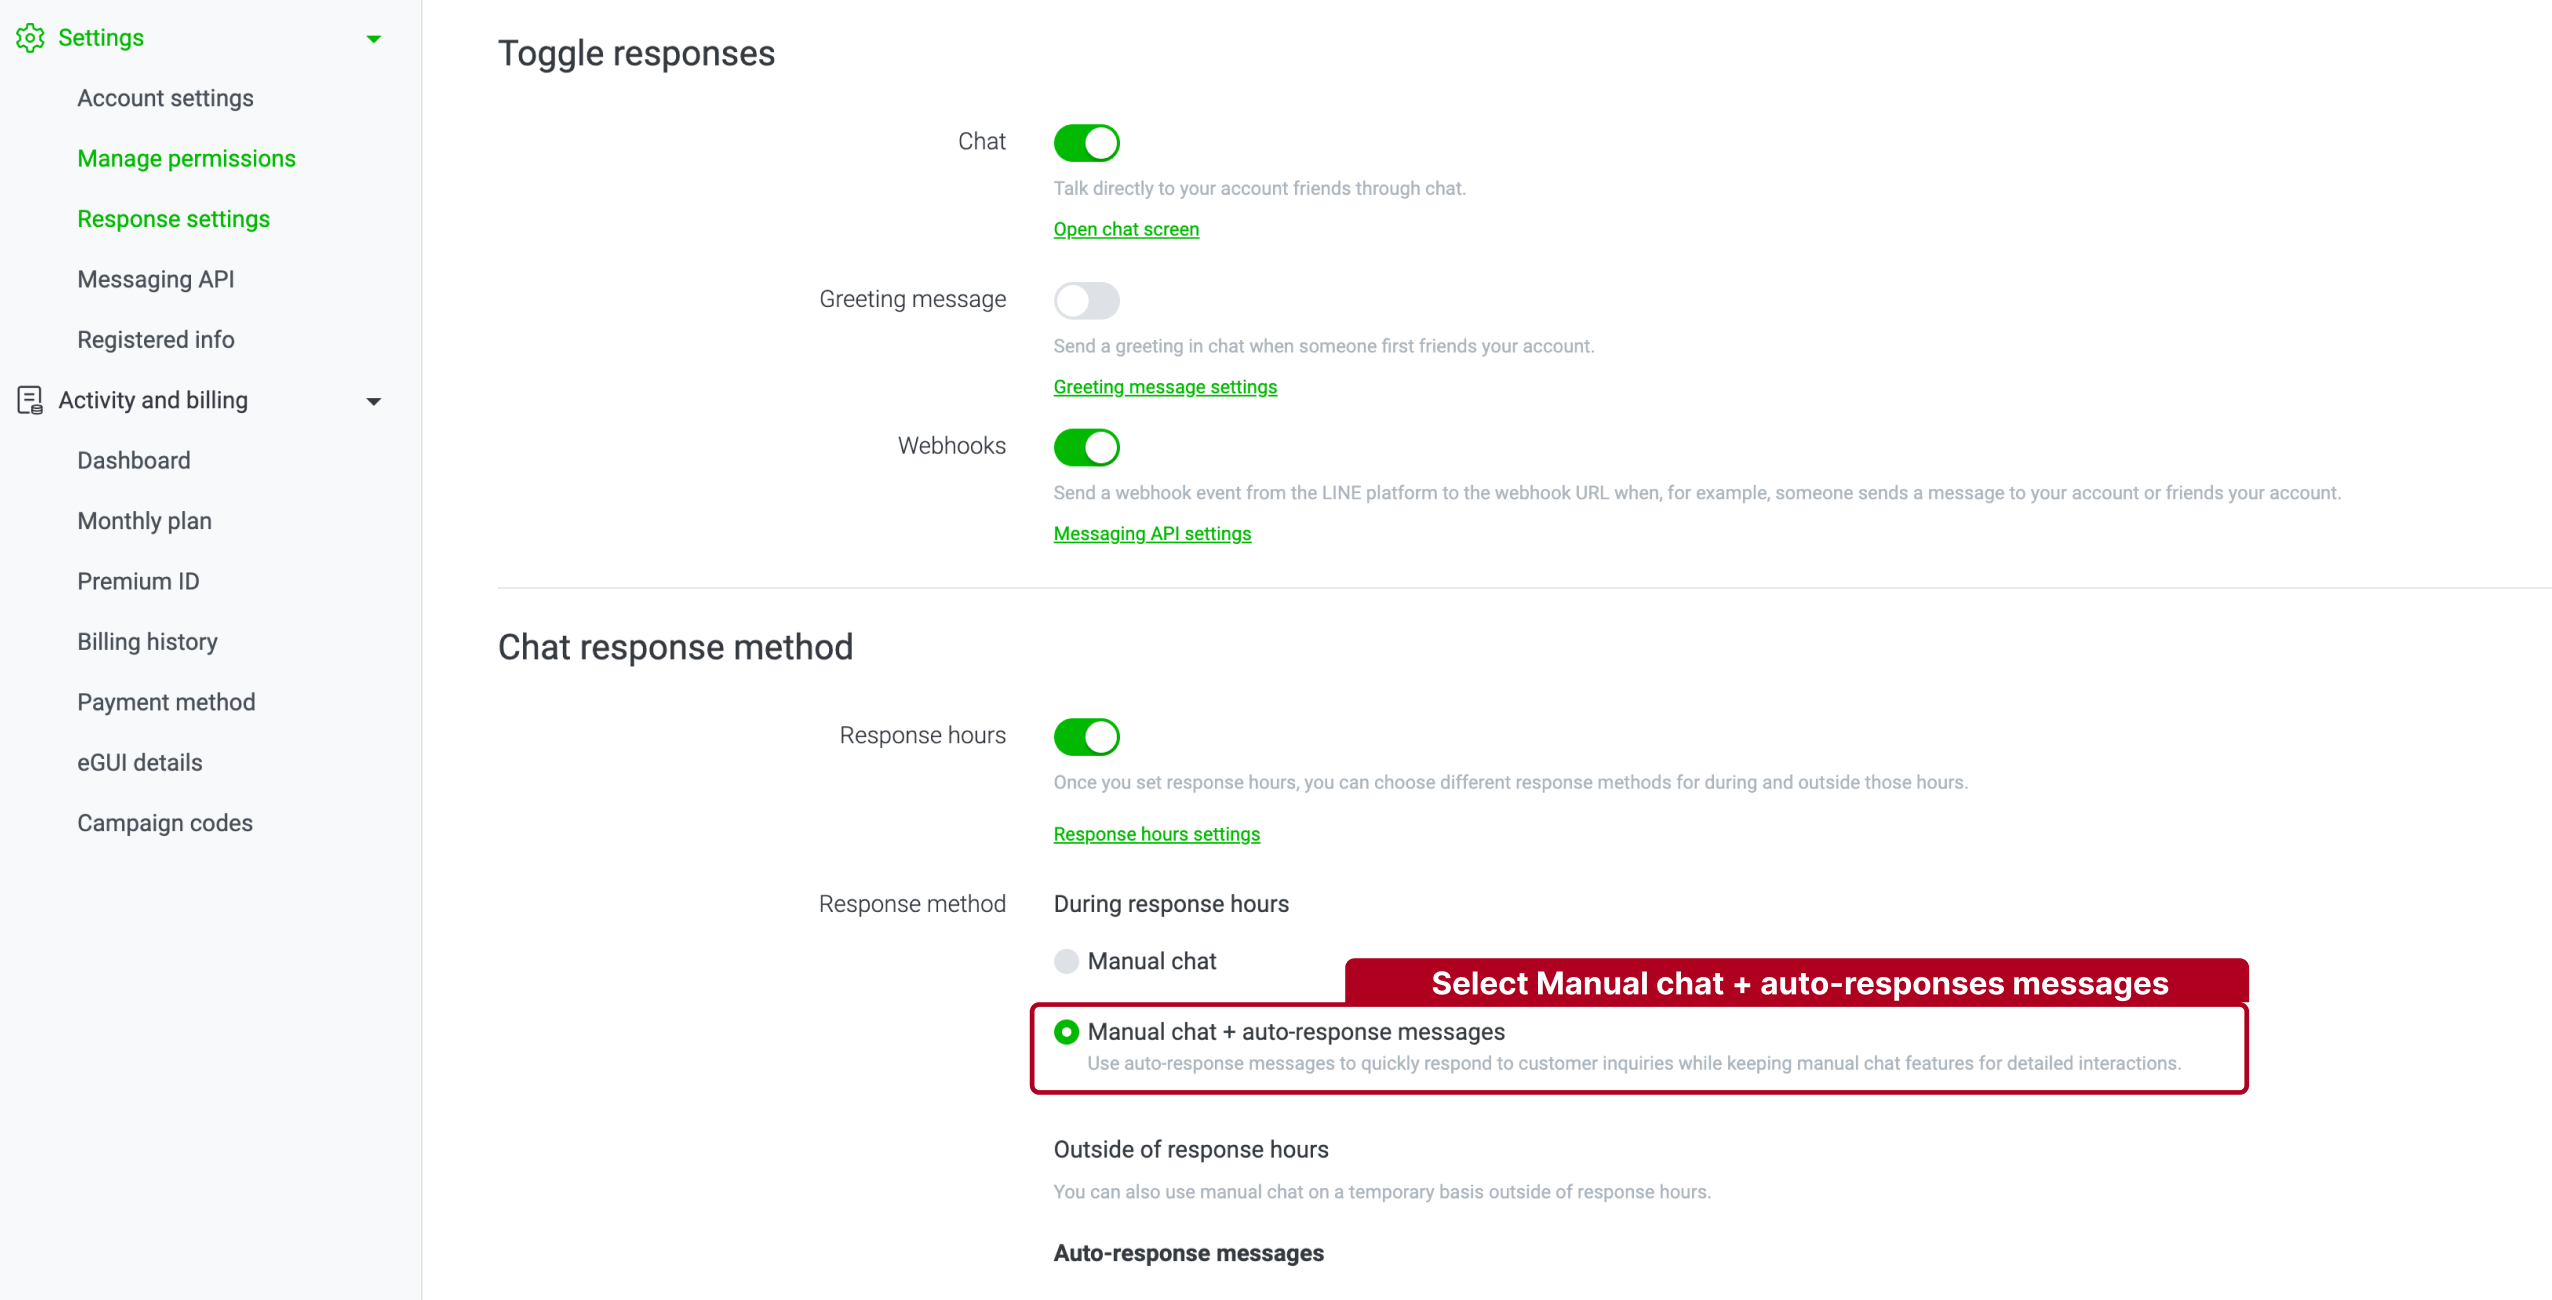 Settings
Account settings
Manage permissions
Response settings
Messaging API
Registered info
Activity and billing
Dashboard
Monthly plan
Premium ID
Billing history
Payment method
eGUI details
Campaign codes
Toggle responses
Chat
Talk directly to your account friends through chat.
Open chat screen
Greeting message
Send a greeting in chat when someone first friends your account.
Greeting message settings
Webhooks
Send a webhook event from the LINE platform to the webhook URL when, for example, someone sends a message to your account or friends your account.
Messaging API settings
Chat response method
Response hours
Once you set response hours, you can choose different response methods for during and outside those hours.
Response hours settings
Response method
During response hours
Manual chat
Select Manual chat + auto-responses messages
Manual chat + auto-response messages
Use auto-response messages to quickly respond to customer inquiries while keeping manual chat features for detailed interactions.
Outside of response hours
You can also use manual chat on a temporary basis outside of response hours.
Auto-response messages